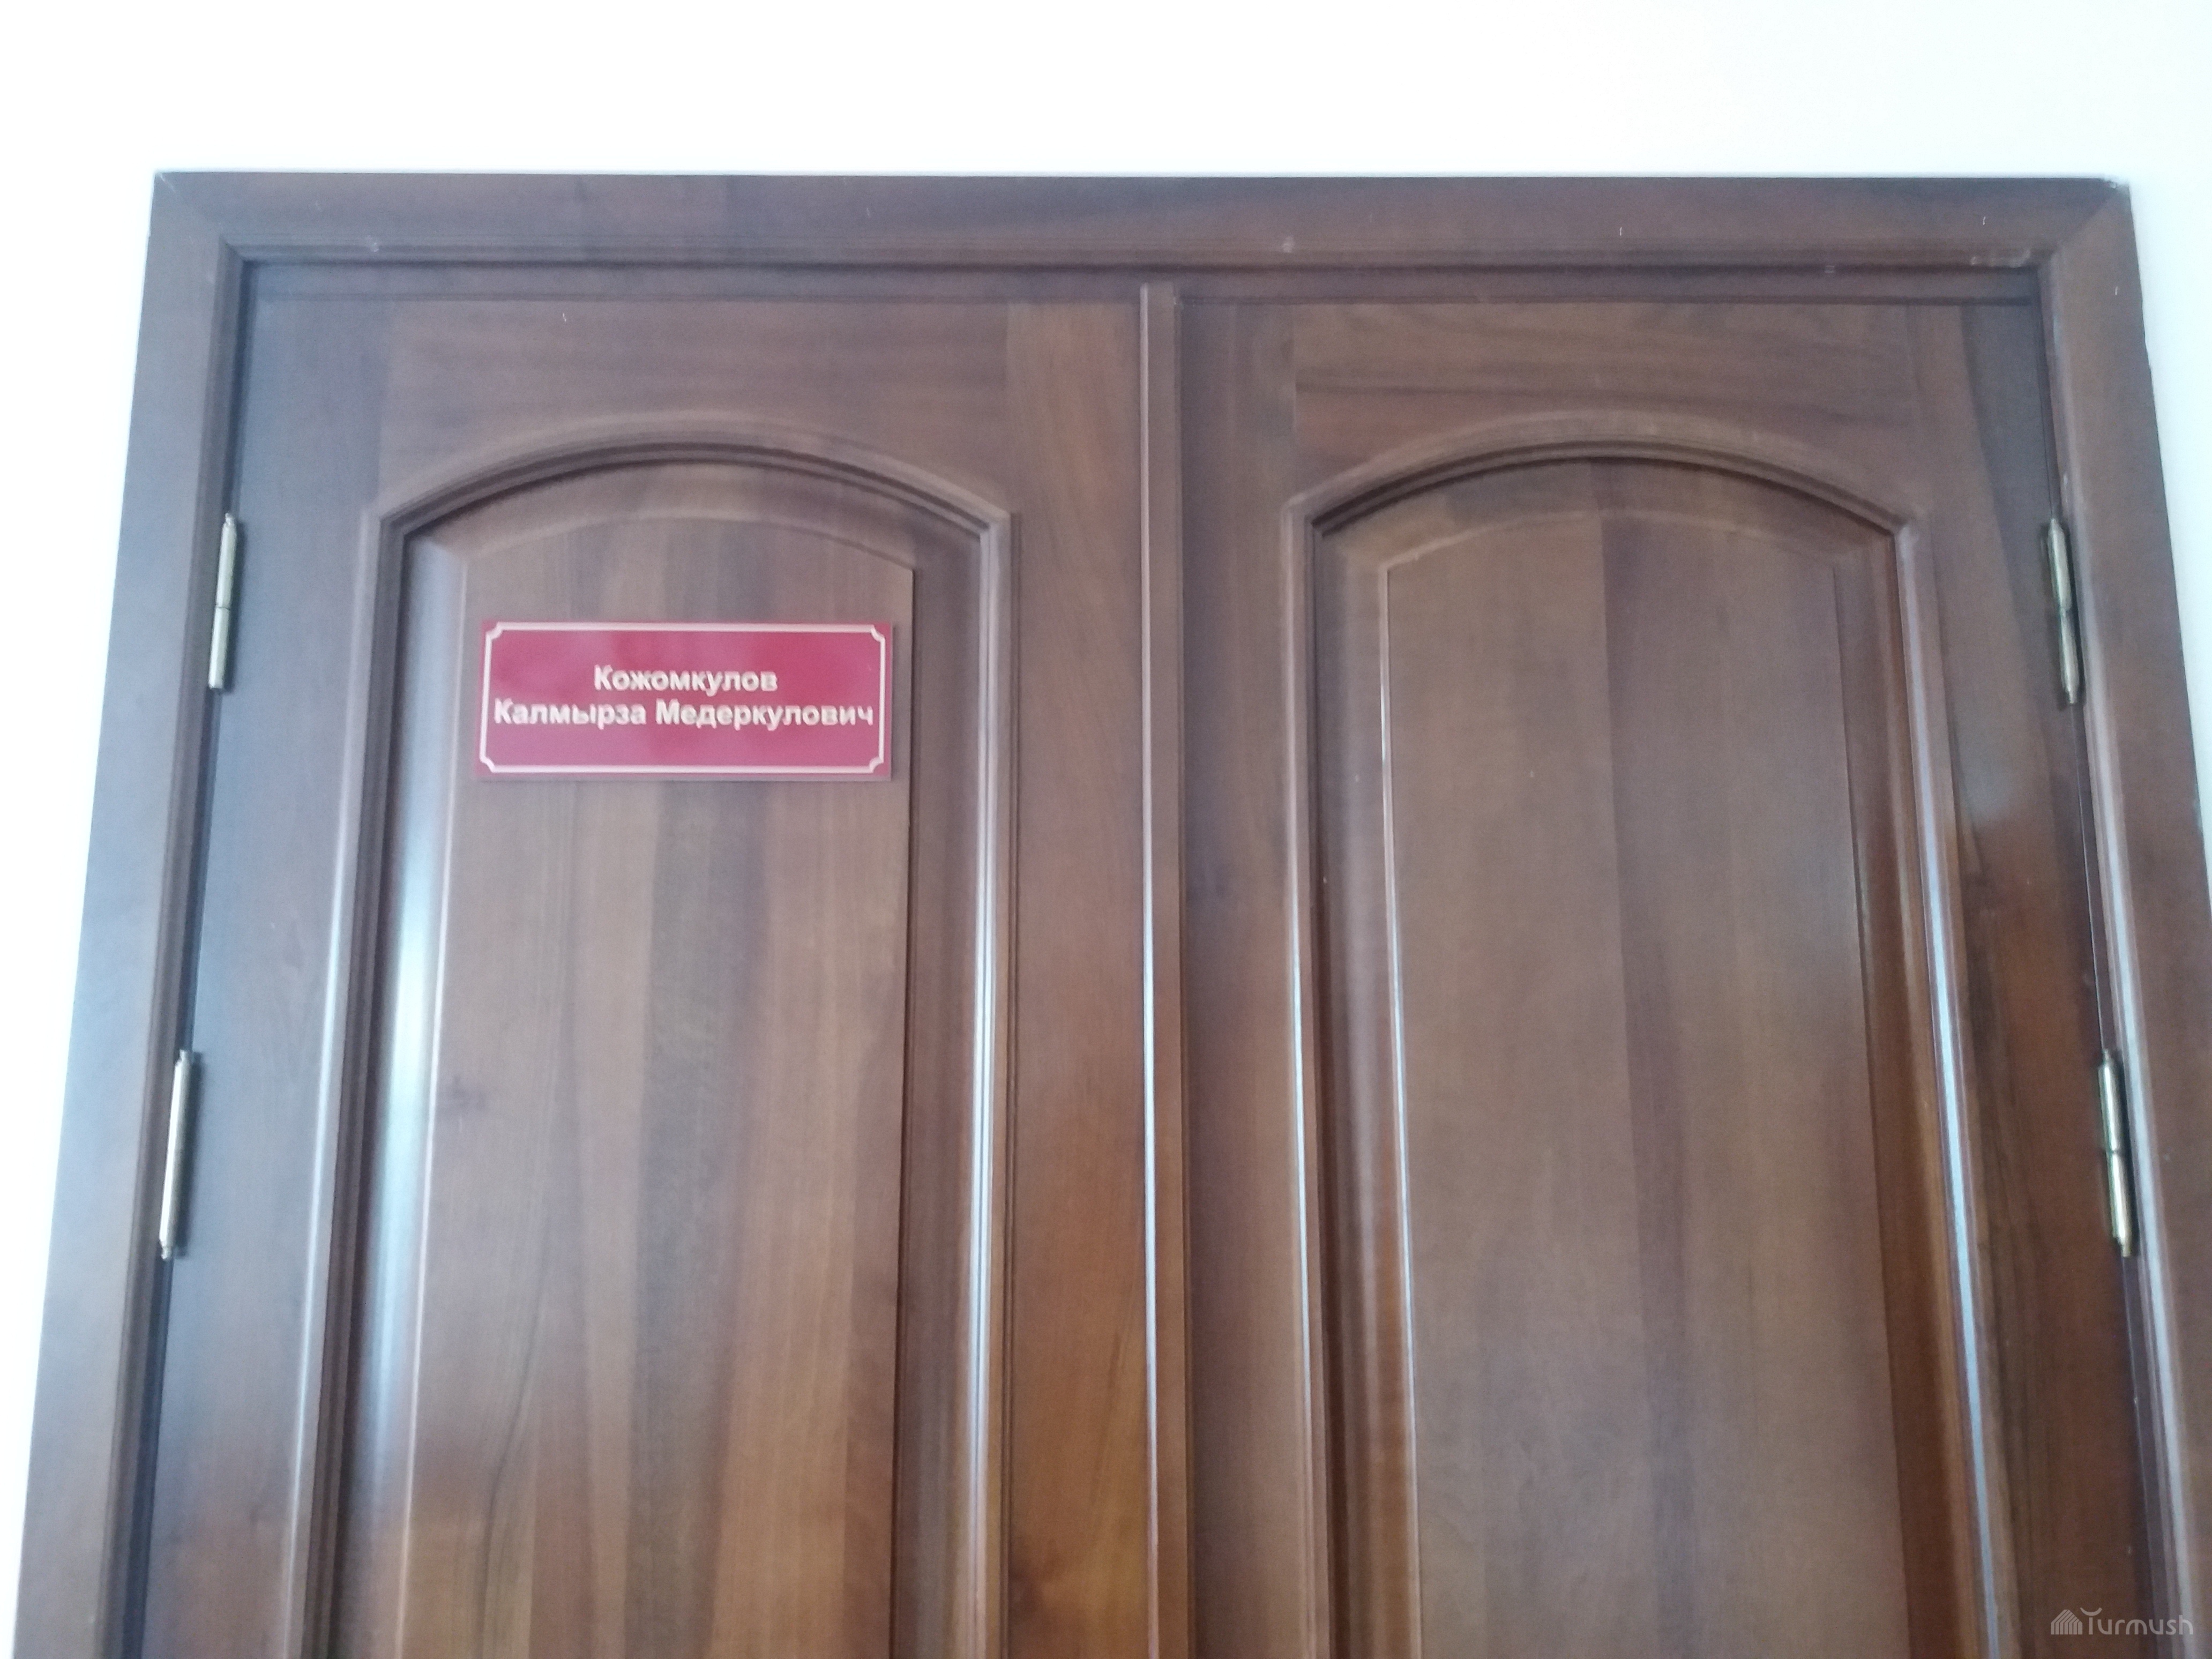 Кожомкулов
Калмырза Медеркулович
Turmush